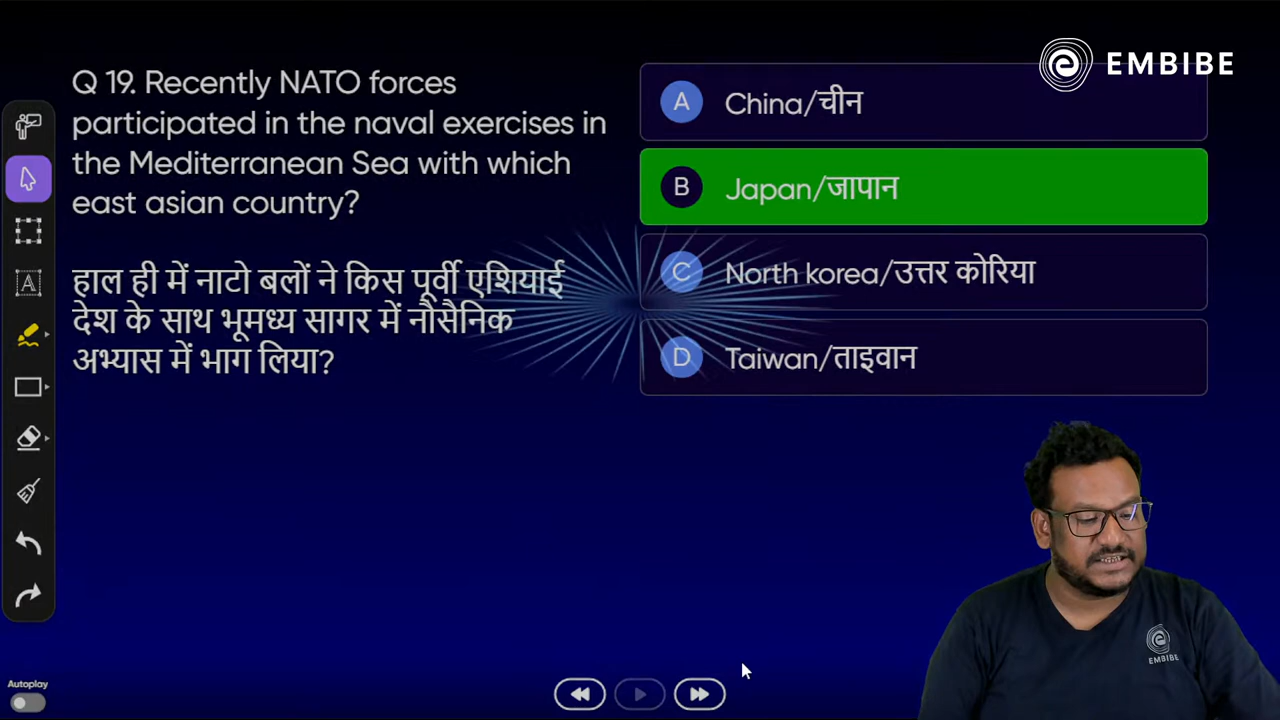 EMBIBE
Q 19. Recently NATO forces
participated in the naval exercises in
the Mediterranean Sea with which
east asian country?
हाल ही में नाटो बलों ने किस पूर्वी एशियाई
देश के साथ भूमध्य सागर में नौसैनिक
अभ्यास में भाग लिया?
A China/चीन
B Japan/जापान
C North korea/उत्तर कोरिया
D Taiwan/ताइवान
A
EMBIBE
Autoplay